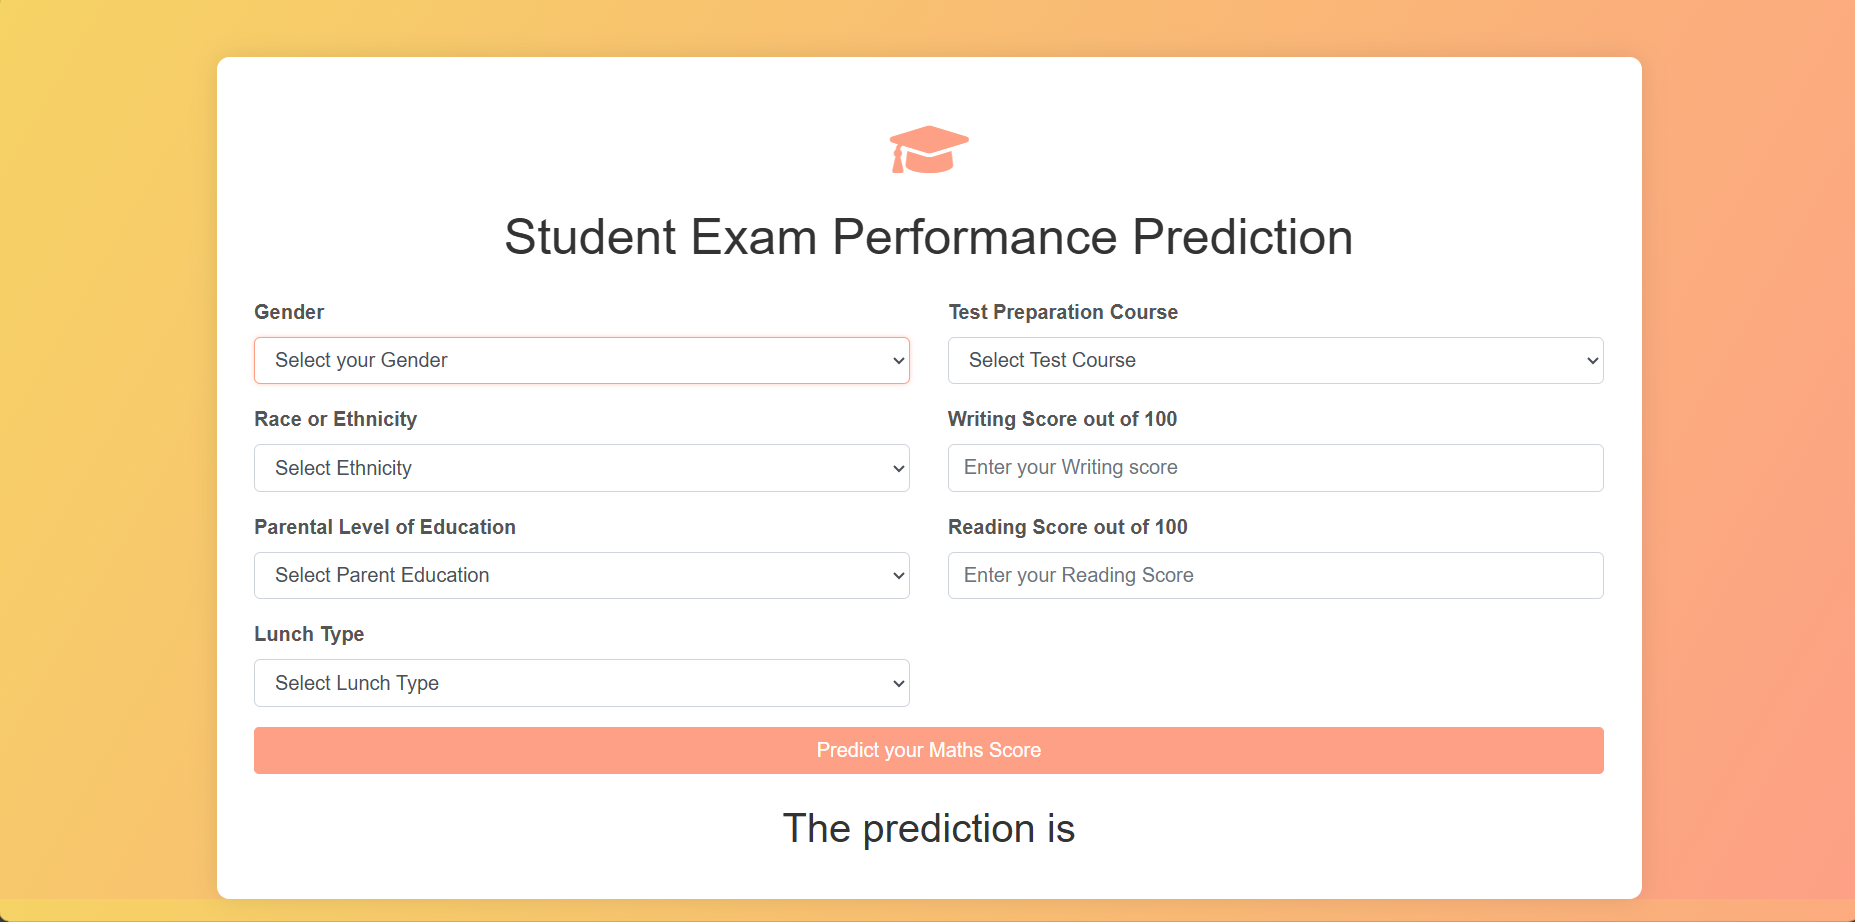 Student Exam Performance Prediction
Gender
Select your Gender
Race or Ethnicity
Select Ethnicity
Parental Level of Education
Select Parent Education
Lunch Type
Select Lunch Type
Test Preparation Course
Select Test Course
Writing Score out of 100
Enter your Writing score
Reading Score out of 100
Enter your Reading Score
Predict your Maths Score
The prediction is